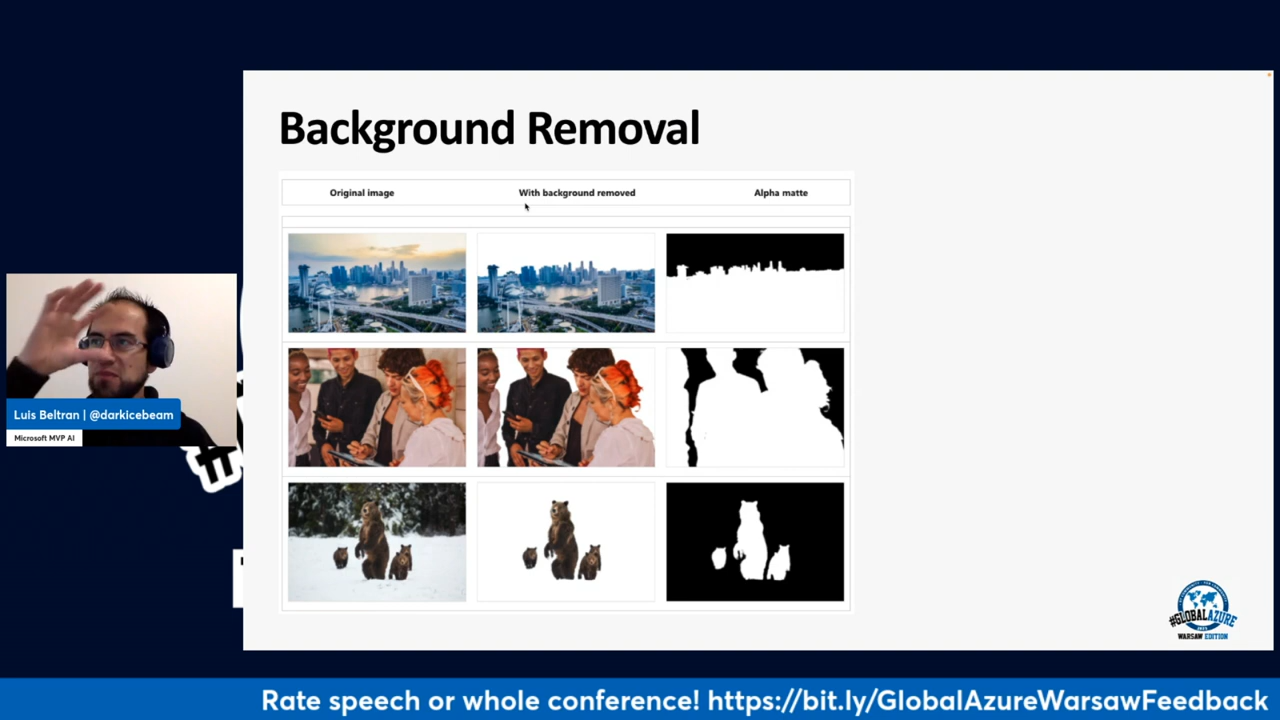 Background Removal
Original image
With background removed
Alpha matte
Luis Beltran | @darkicebeam
Microsoft MVP AI
#GLOBALAZURE
WARSAW EDITION
Rate speech or whole conference! https://bit.ly/GlobalAzureWarsawFeedback